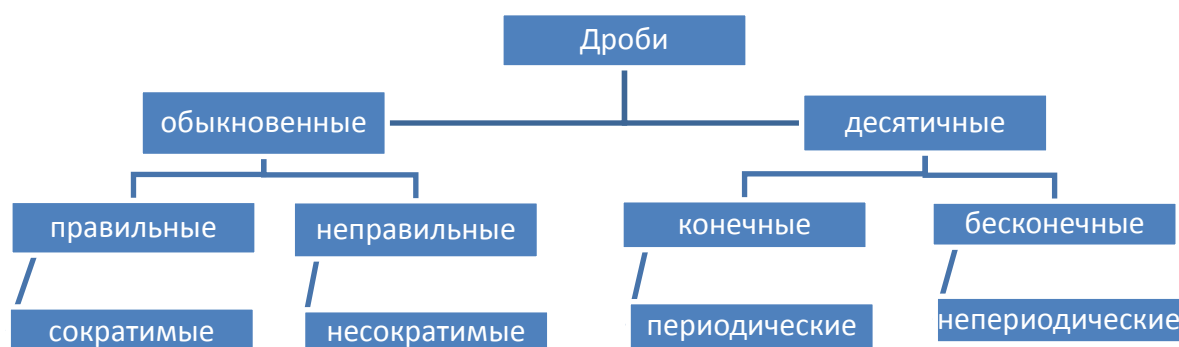 Дроби
обыкновенные
десятичные
правильные
неправильные
конечные
бесконечные
сократимые
несократимые
периодические
непериодические